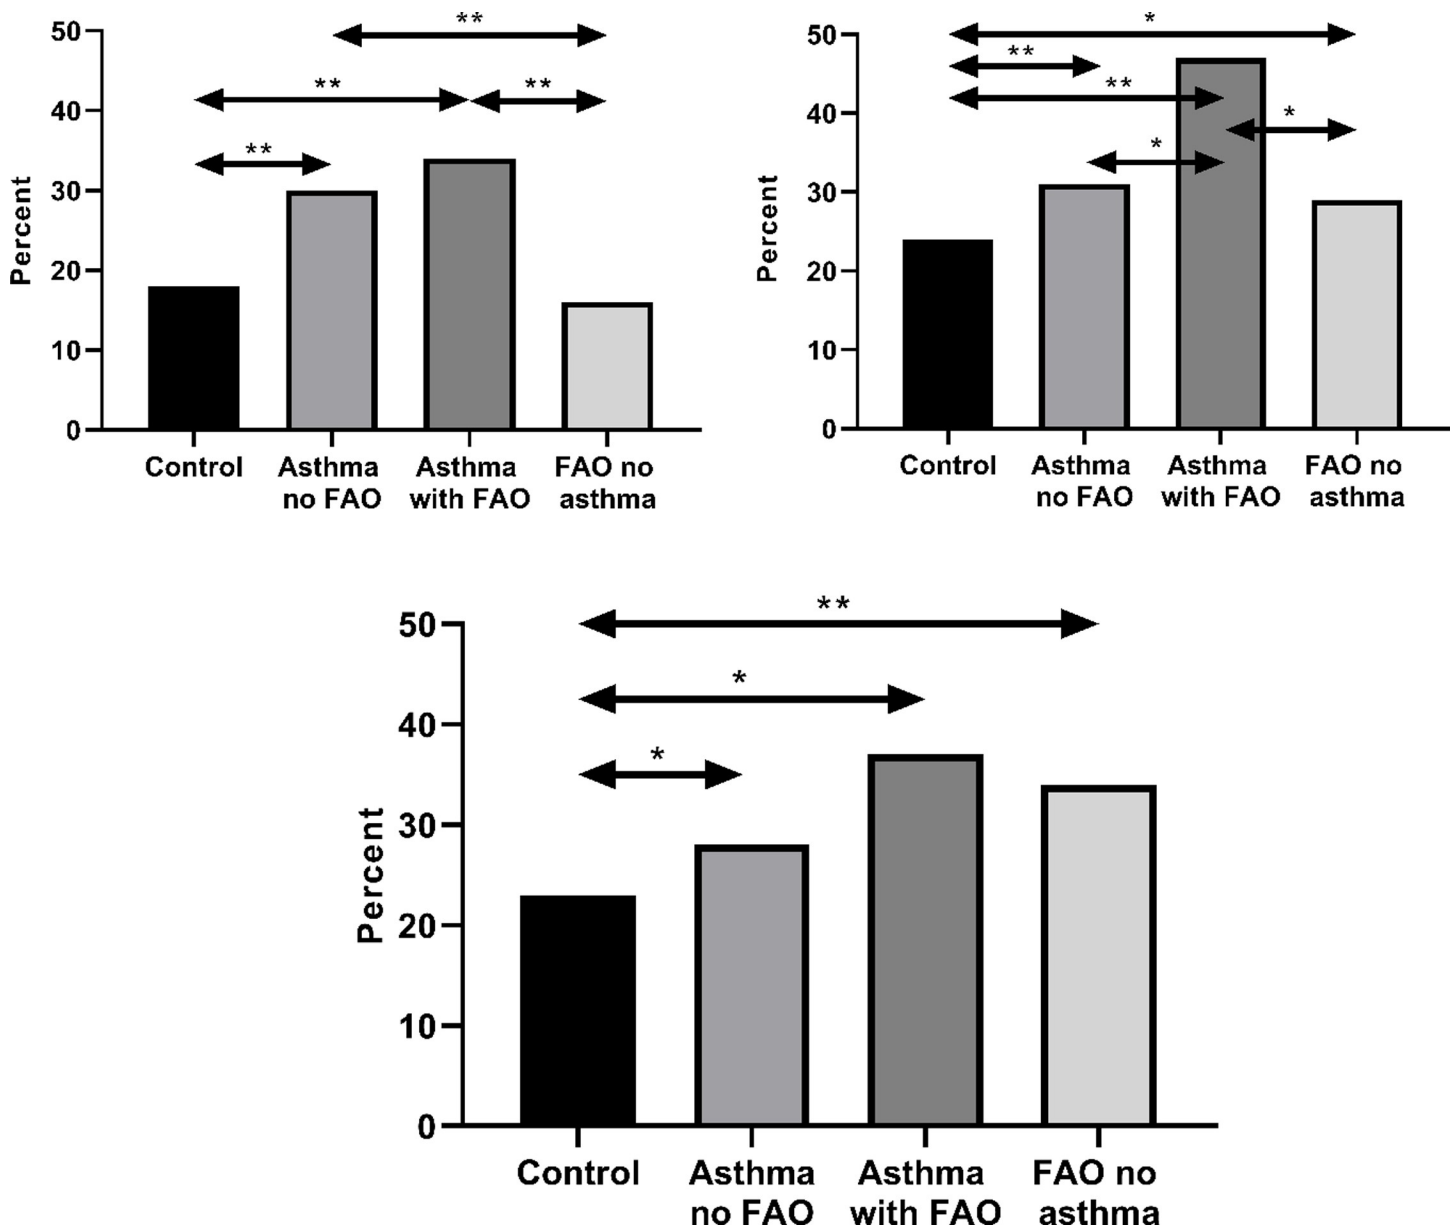 50
40
30
20
10
0
Percent
**
**
**
**
Control
Asthma
no FAO
Asthma
with FAO
FAO no
asthma
50
40
30
20
10
0
Percent
*
**
**
*
*
Control
Asthma
no FAO
Asthma
with FAO
FAO no
asthma
50
40
30
20
10
0
Percent
**
*
*
Control
Asthma
no FAO
Asthma
with FAO
FAO no
asthma